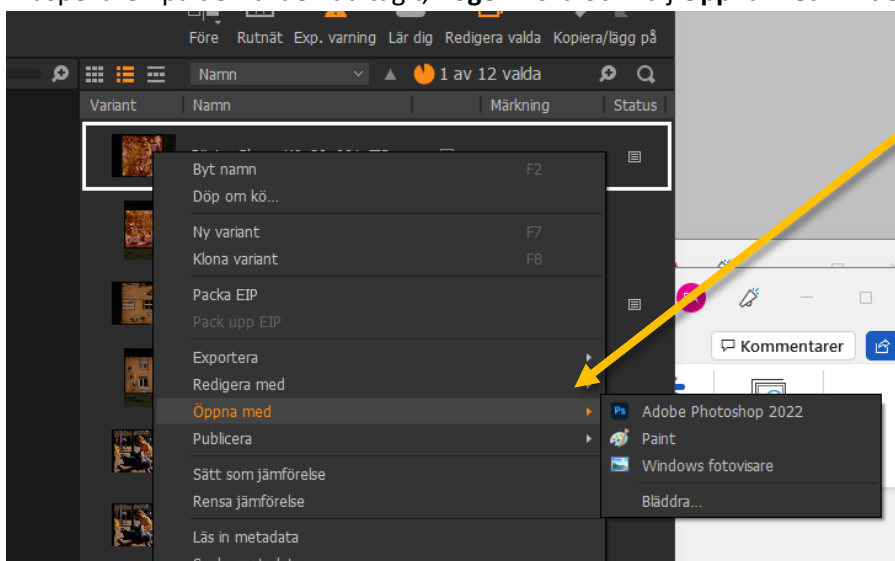 Före Rutnät Exp. varning Lär dig Redigera valda Kopiera/lägg på
Namn 1 av 12 valda
Variant Namn Märkning Status
Byt namn F2
Döp om kö...
Ny variant F7
Klona variant F8
Packa EIP
Pack upp EIP
Kommentarer
Exportera
Redigera med
Öppna med
Ps Adobe Photoshop 2022
Publicera
Paint
Windows fotovisare
Sätt som jämförelse
Rensa jämförelse
Bläddra...
Läs in metadata